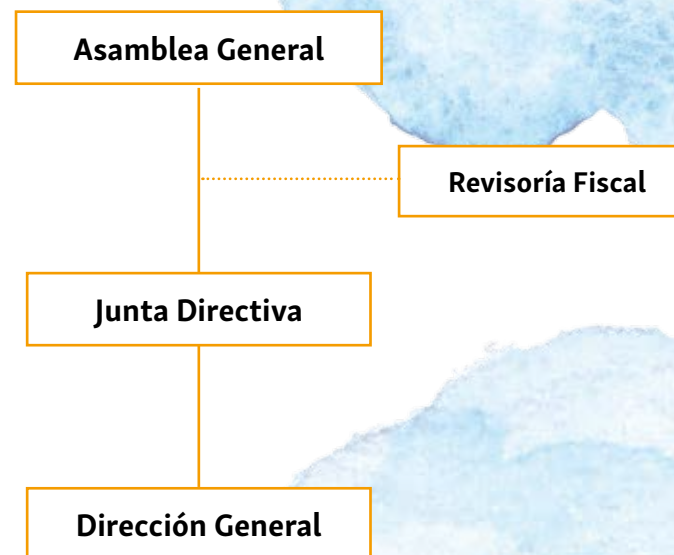 Asamblea General
Revisoría Fiscal
Junta Directiva
Dirección General